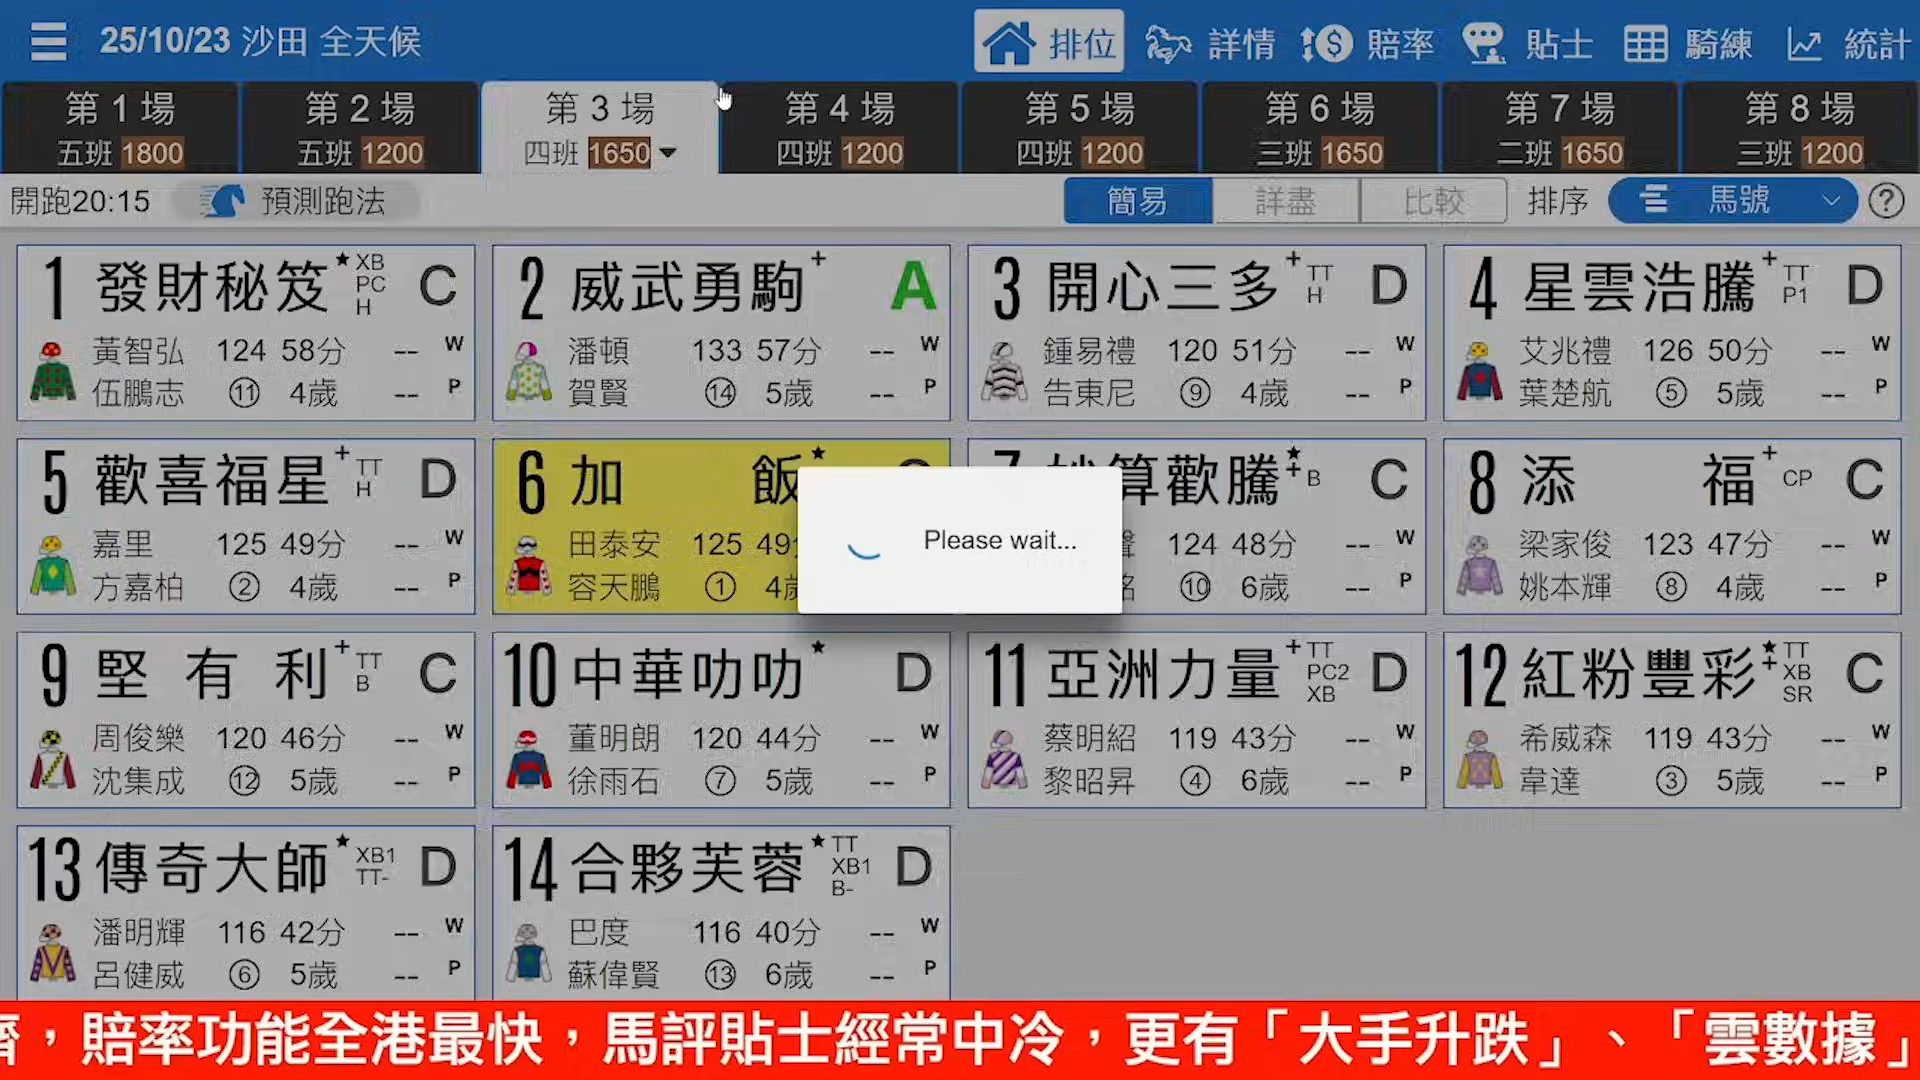 25/10/23 沙田 全天候
排位 詳情 賠率 貼士 騎練 統計
第 1 場 第 2 場 第 3 場 第 4 場 第 5 場 第 6 場 第 7 場 第 8 場
五班 1800 五班 1200 四班 1650 四班 1200 四班 1200 三班 1650 二班 1650 三班 1200
開跑20:15 預測跑法 簡易 詳盡 比較 排序 馬號 ?
1 發財秘笈 ★ XB PC H C
黃智弘 124 58分 -- W
伍鵬志 11 4歲 -- P
2 威武勇駒 + A
潘頓 133 57分 -- W
賀賢 14 5歲 -- P
3 開心三多 + TT H D
鍾易禮 120 51分 -- W
告東尼 9 4歲 -- P
4 星雲浩騰 + TT P1 D
艾兆禮 126 50分 -- W
葉楚航 5 5歲 -- P
5 歡喜福星 + TT H D
嘉里 125 49分 -- W
方嘉柏 2 4歲 -- P
6 加飯 ★
田泰安 125 49
容天鵬 1 4
Please wait...
7 算歡騰 ★ + B C
124 48分 -- W
10 6歲 -- P
8 添福 + CP C
梁家俊 123 47分 -- W
姚本輝 8 4歲 -- P
9 堅有利 + TT B C
周俊樂 120 46分 -- W
沈集成 12 5歲 -- P
10 中華叻叻 ★ D
董明朗 120 44分 -- W
徐雨石 7 5歲 -- P
11 亞洲力量 + TT PC2 XB D
蔡明紹 119 43分 -- W
黎昭昇 4 6歲 -- P
12 紅粉豐彩 ★ + TT XB SR C
希威森 119 43分 -- W
韋達 3 5歲 -- P
13 傳奇大師 ★ XB1 TT- D
潘明輝 116 42分 -- W
呂健威 6 5歲 -- P
14 合夥芙蓉 ★ TT XB1 B- D
巴度 116 40分 -- W
蘇偉賢 13 6歲 -- P
，賠率功能全港最快，馬評貼士經常中冷，更有「大手升跌」、「雲數據」